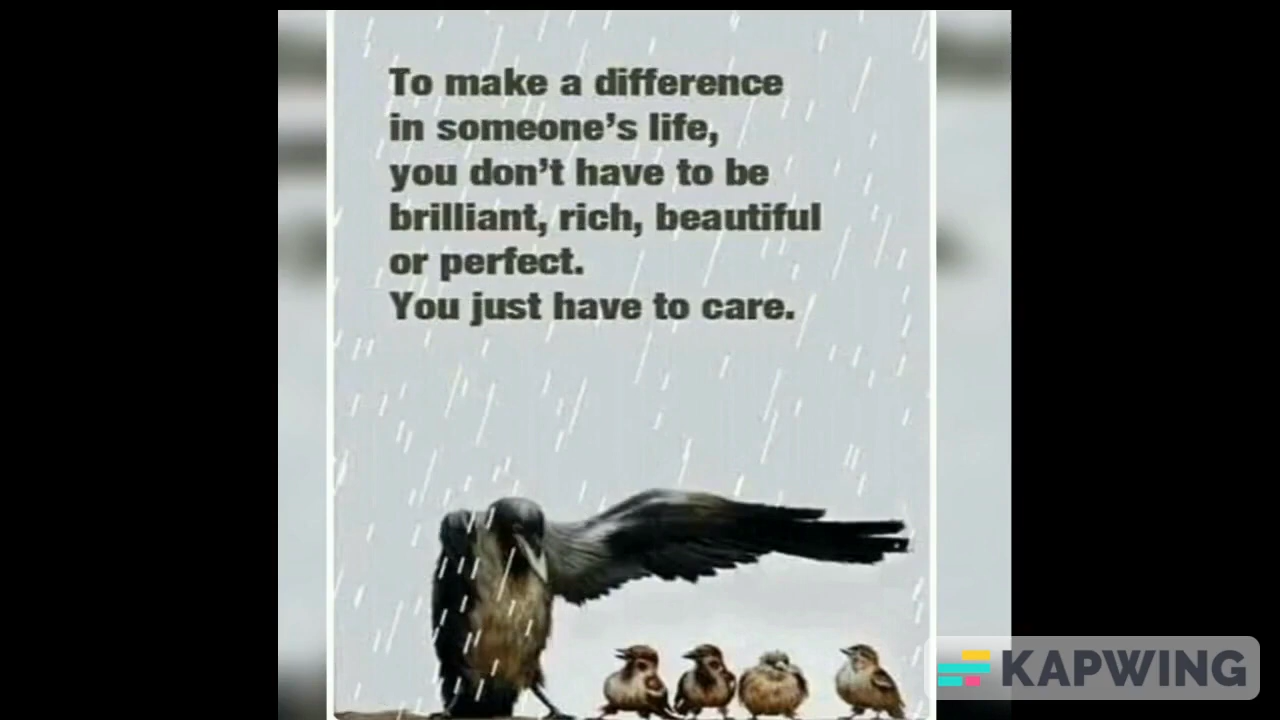 To make a difference
in someone's life,
you don't have to be
brilliant, rich, beautiful
or perfect.
You just have to care.
KAPWING